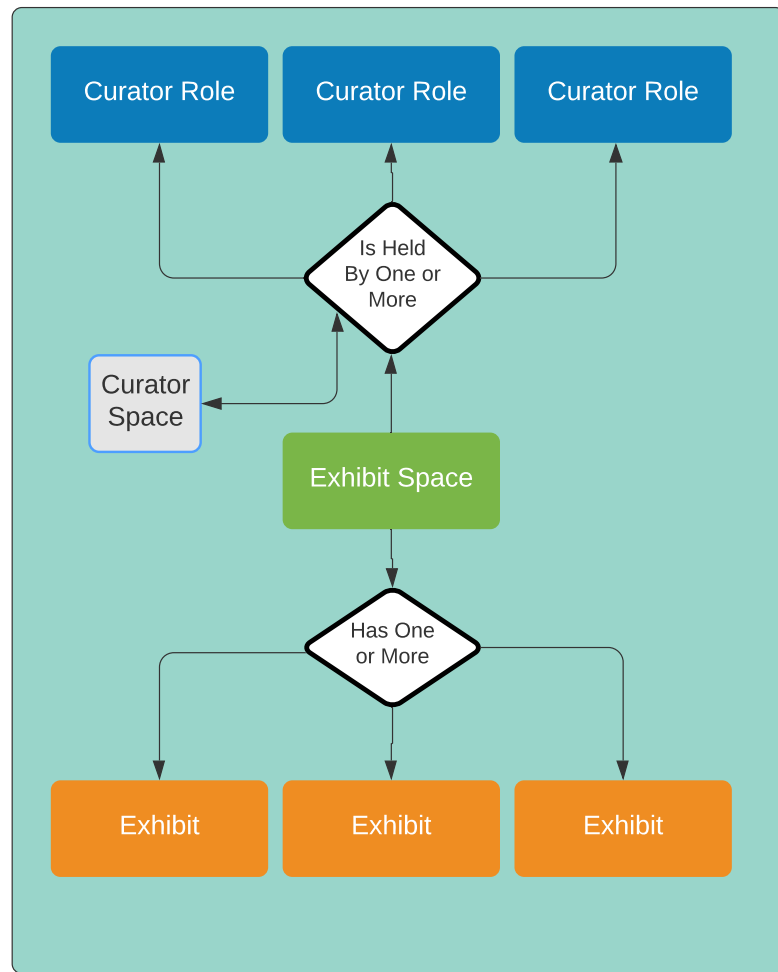 Curator Role
Curator Role
Curator Role
Is Held
By One or
More
Curator
Space
Exhibit Space
Has One
or More
Exhibit
Exhibit
Exhibit